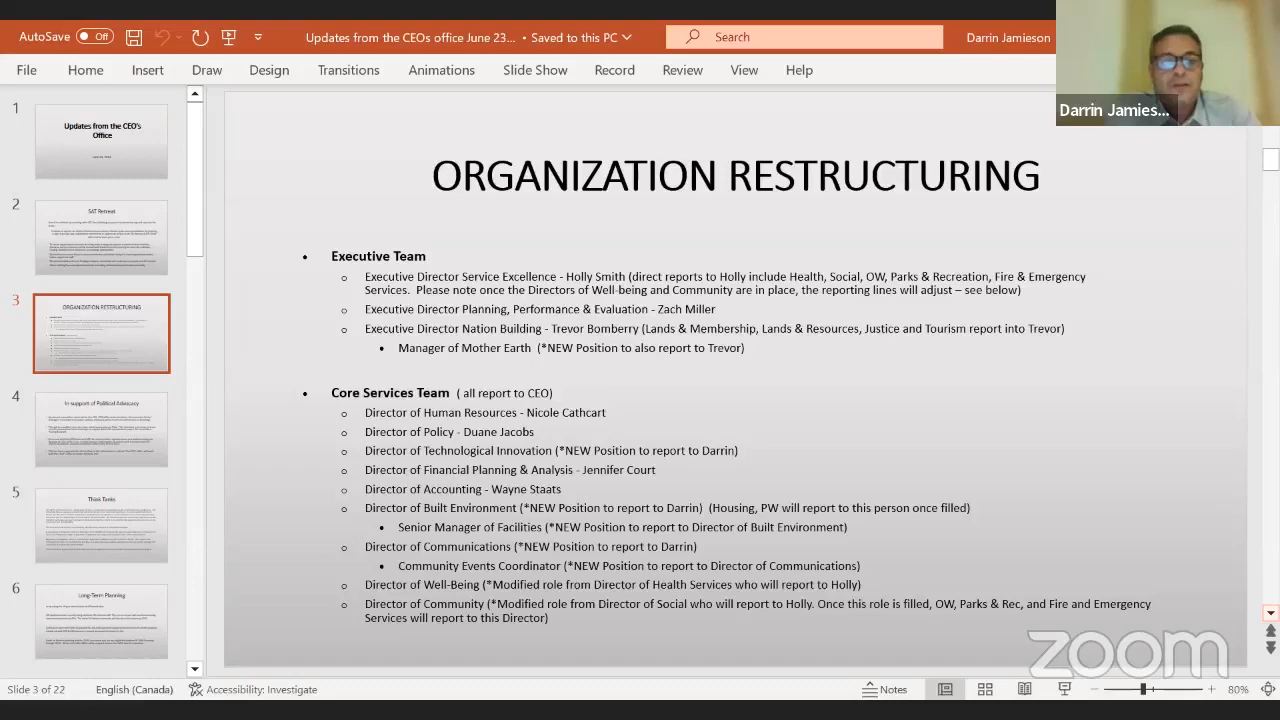 AutoSave Off Updates from the CEOs office June 23... • Saved to this PC Search Darrin Jamieson
File Home Insert Draw Design Transitions Animations Slide Show Record Review View Help
Darrin Jamies...
1
Updates from the CEO's
Office
2
SAT Retreat
3
ORGANIZATION RESTRUCTURING
4
In-support of Political Advocacy
5
Think Tanks
6
Long-Term Planning
ORGANIZATION RESTRUCTURING
• Executive Team
o Executive Director Service Excellence - Holly Smith (direct reports to Holly include Health, Social, OW, Parks & Recreation, Fire & Emergency
Services. Please note once the Directors of Well-being and Community are in place, the reporting lines will adjust – see below)
o Executive Director Planning, Performance & Evaluation - Zach Miller
o Executive Director Nation Building - Trevor Bomberry (Lands & Membership, Lands & Resources, Justice and Tourism report into Trevor)
• Manager of Mother Earth (*NEW Position to also report to Trevor)
• Core Services Team ( all report to CEO)
o Director of Human Resources - Nicole Cathcart
o Director of Policy - Duane Jacobs
o Director of Technological Innovation (*NEW Position to report to Darrin)
o Director of Financial Planning & Analysis - Jennifer Court
o Director of Accounting - Wayne Staats
o Director of Built Environment (*NEW Position to report to Darrin) (Housing, PW will report to this person once filled)
• Senior Manager of Facilities (*NEW Position to report to Director of Built Environment)
o Director of Communications (*NEW Position to report to Darrin)
• Community Events Coordinator (*NEW Position to report to Director of Communications)
o Director of Well-Being (*Modified role from Director of Health Services who will report to Holly)
o Director of Community (*Modified role from Director of Social who will report to Holly. Once this role is filled, OW, Parks & Rec, and Fire and Emergency
Services will report to this Director)
zoom
Slide 3 of 22 English (Canada) Accessibility: Investigate Notes 80%